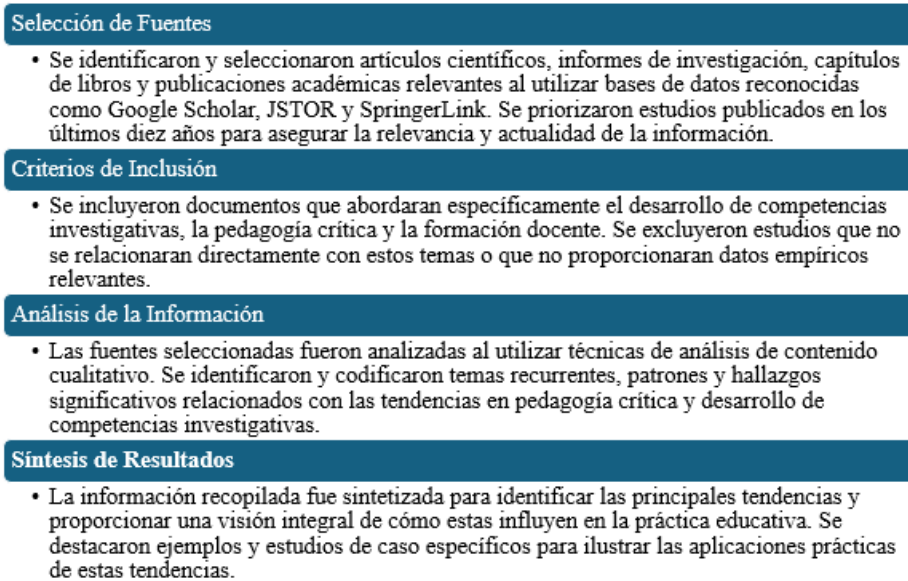 Selección de Fuentes
• Se identificaron y seleccionaron artículos científicos, informes de investigación, capítulos
de libros y publicaciones académicas relevantes al utilizar bases de datos reconocidas
como Google Scholar, JSTOR y SpringerLink. Se priorizaron estudios publicados en los
últimos diez años para asegurar la relevancia y actualidad de la información.
Criterios de Inclusión
• Se incluyeron documentos que abordaran específicamente el desarrollo de competencias
investigativas, la pedagogía crítica y la formación docente. Se excluyeron estudios que no
se relacionaran directamente con estos temas o que no proporcionaran datos empíricos
relevantes.
Análisis de la Información
• Las fuentes seleccionadas fueron analizadas al utilizar técnicas de análisis de contenido
cualitativo. Se identificaron y codificaron temas recurrentes, patrones y hallazgos
significativos relacionados con las tendencias en pedagogía crítica y desarrollo de
competencias investigativas.
Síntesis de Resultados
• La información recopilada fue sintetizada para identificar las principales tendencias y
proporcionar una visión integral de cómo estas influyen en la práctica educativa. Se
destacaron ejemplos y estudios de caso específicos para ilustrar las aplicaciones prácticas
de estas tendencias.